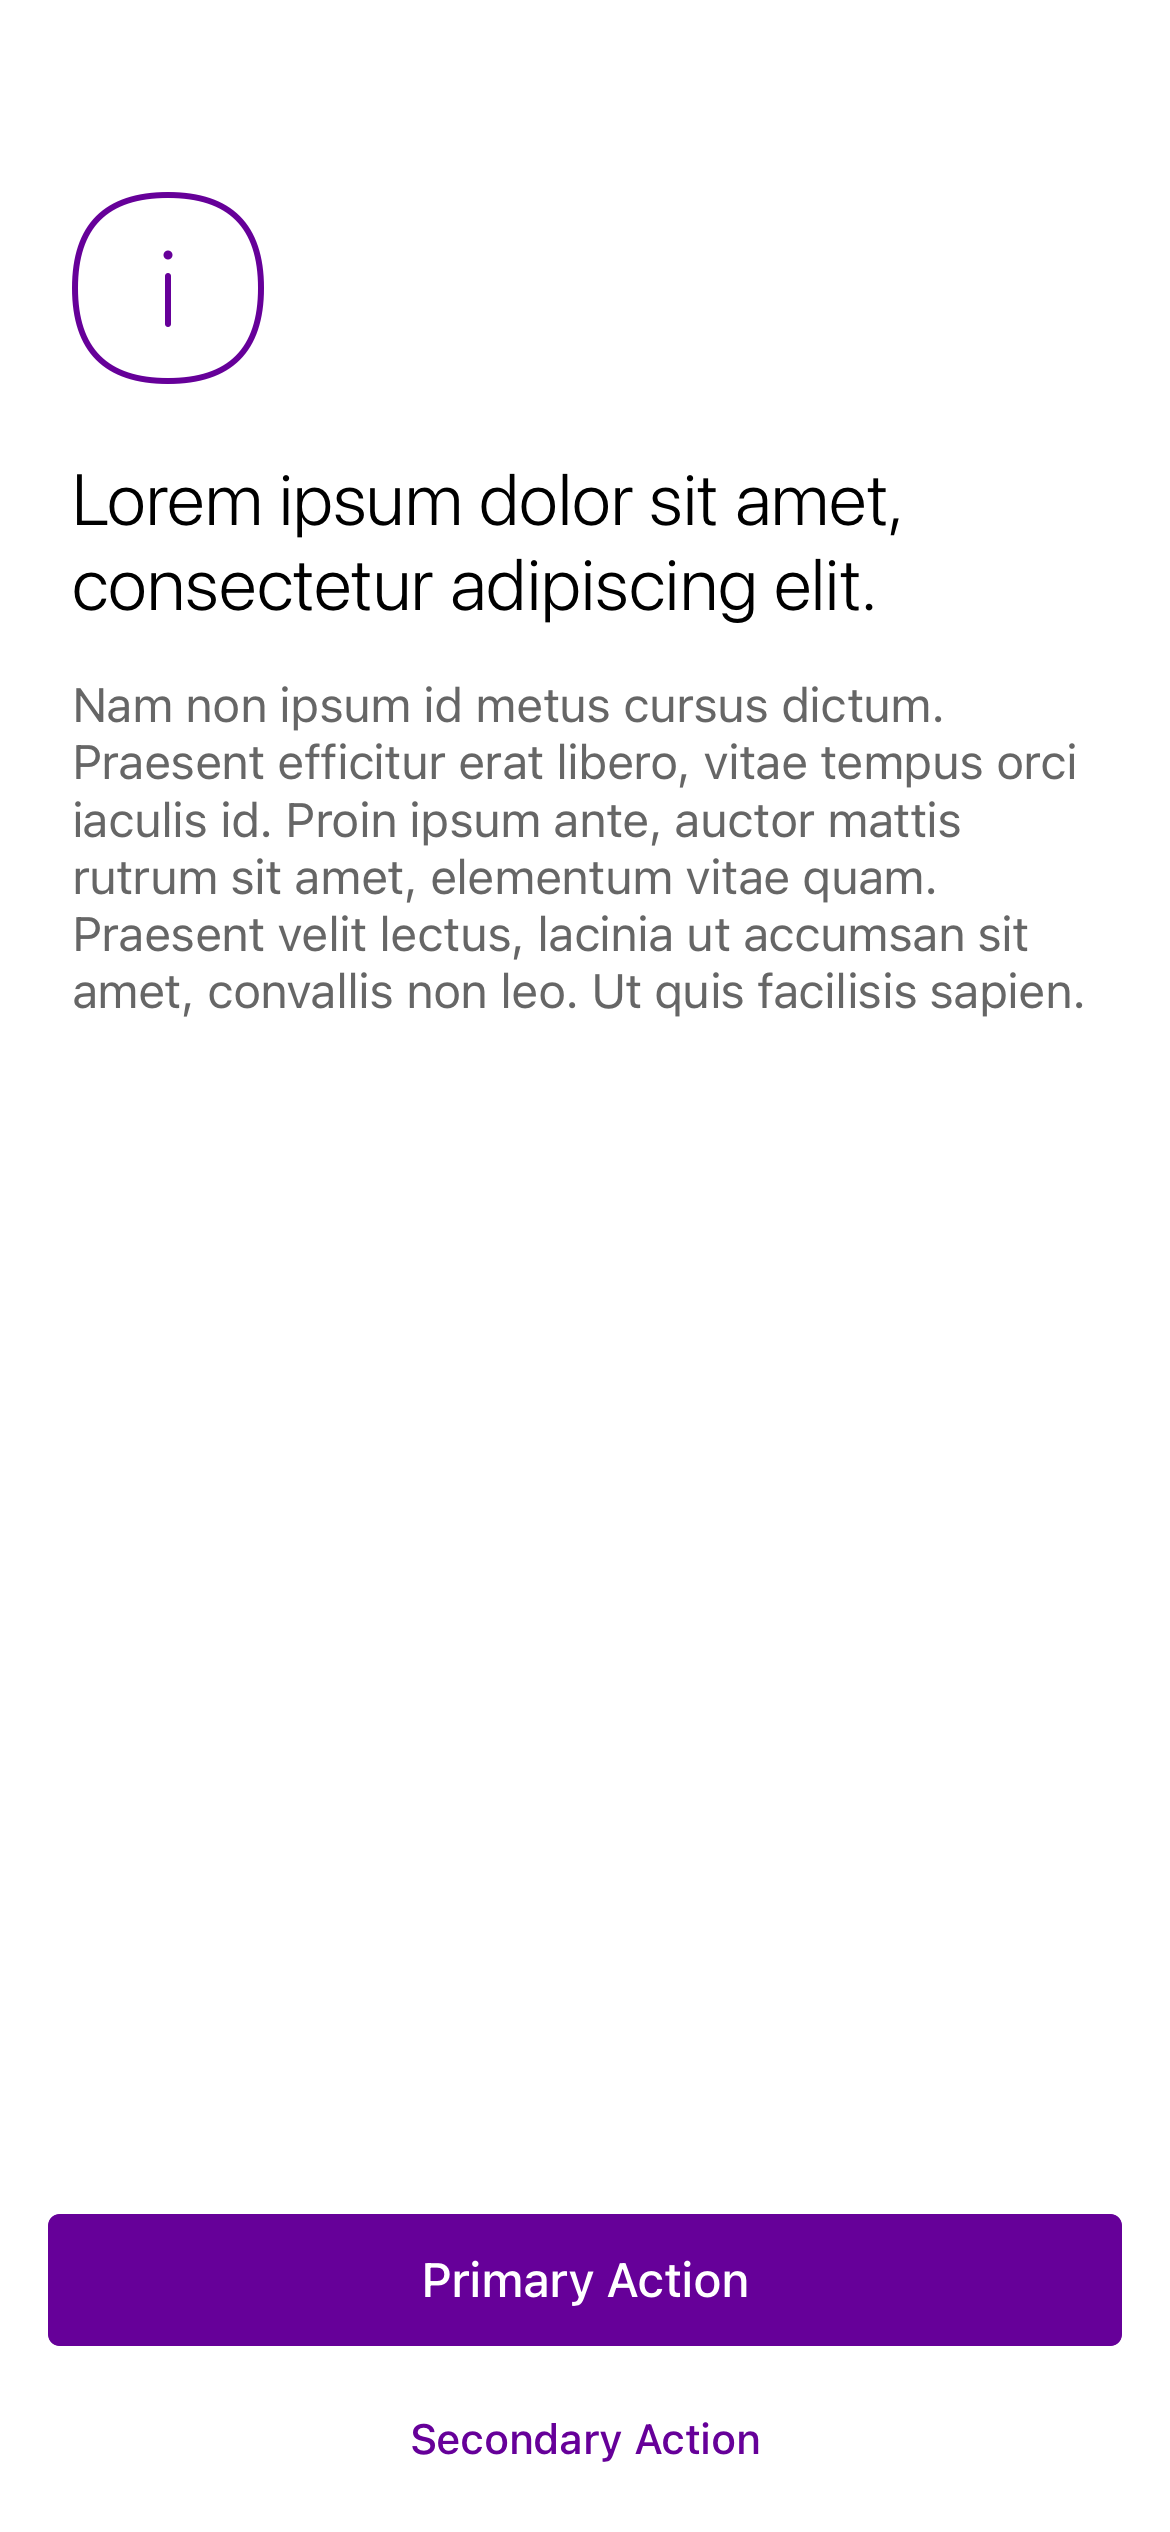 Lorem ipsum dolor sit amet,
consectetur adipiscing elit.
Nam non ipsum id metus cursus dictum.
Praesent efficitur erat libero, vitae tempus orci
iaculis id. Proin ipsum ante, auctor mattis
rutrum sit amet, elementum vitae quam.
Praesent velit lectus, lacinia ut accumsan sit
amet, convallis non leo. Ut quis facilisis sapien.
Primary Action
Secondary Action